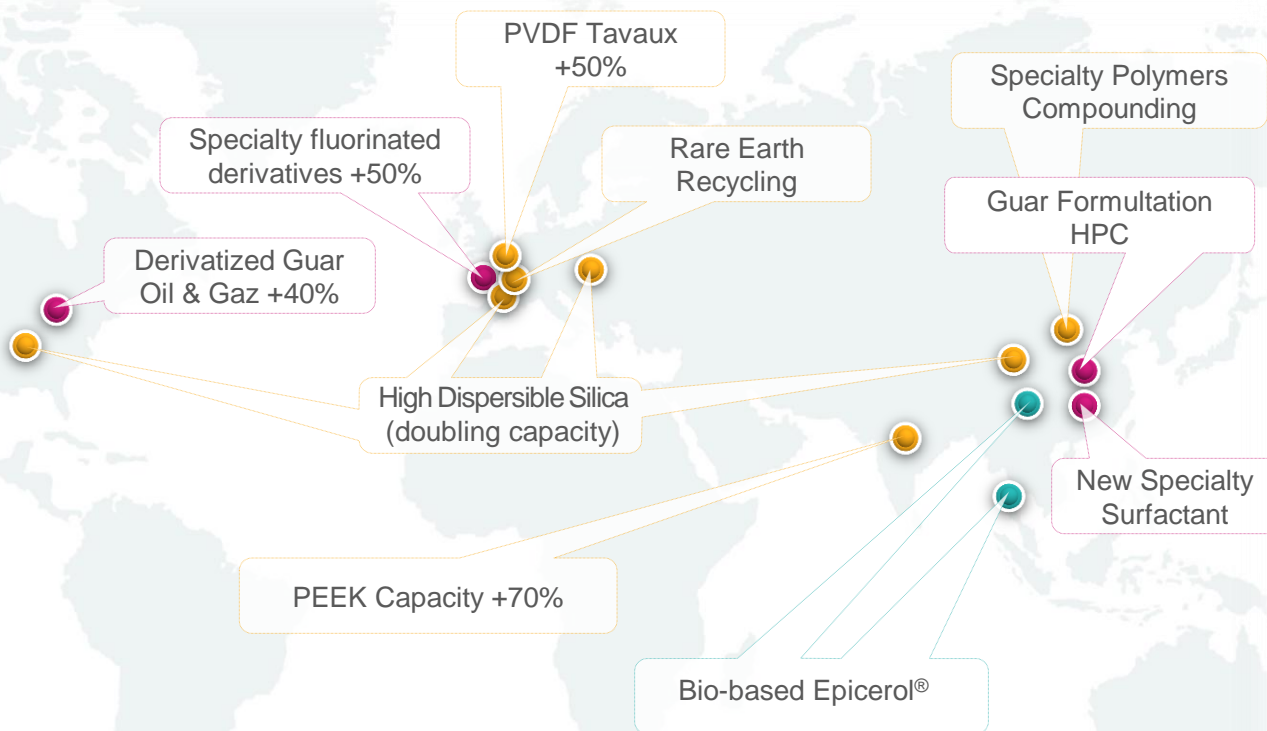 PVDF Tavaux
+50%
Specialty Polymers
Compounding
Specialty fluorinated
derivatives +50%
Rare Earth
Recycling
Guar Formultation
HPC
Derivatized Guar
Oil & Gaz +40%
High Dispersible Silica
(doubling capacity)
New Specialty
Surfactant
PEEK Capacity +70%
Bio-based Epicerol®